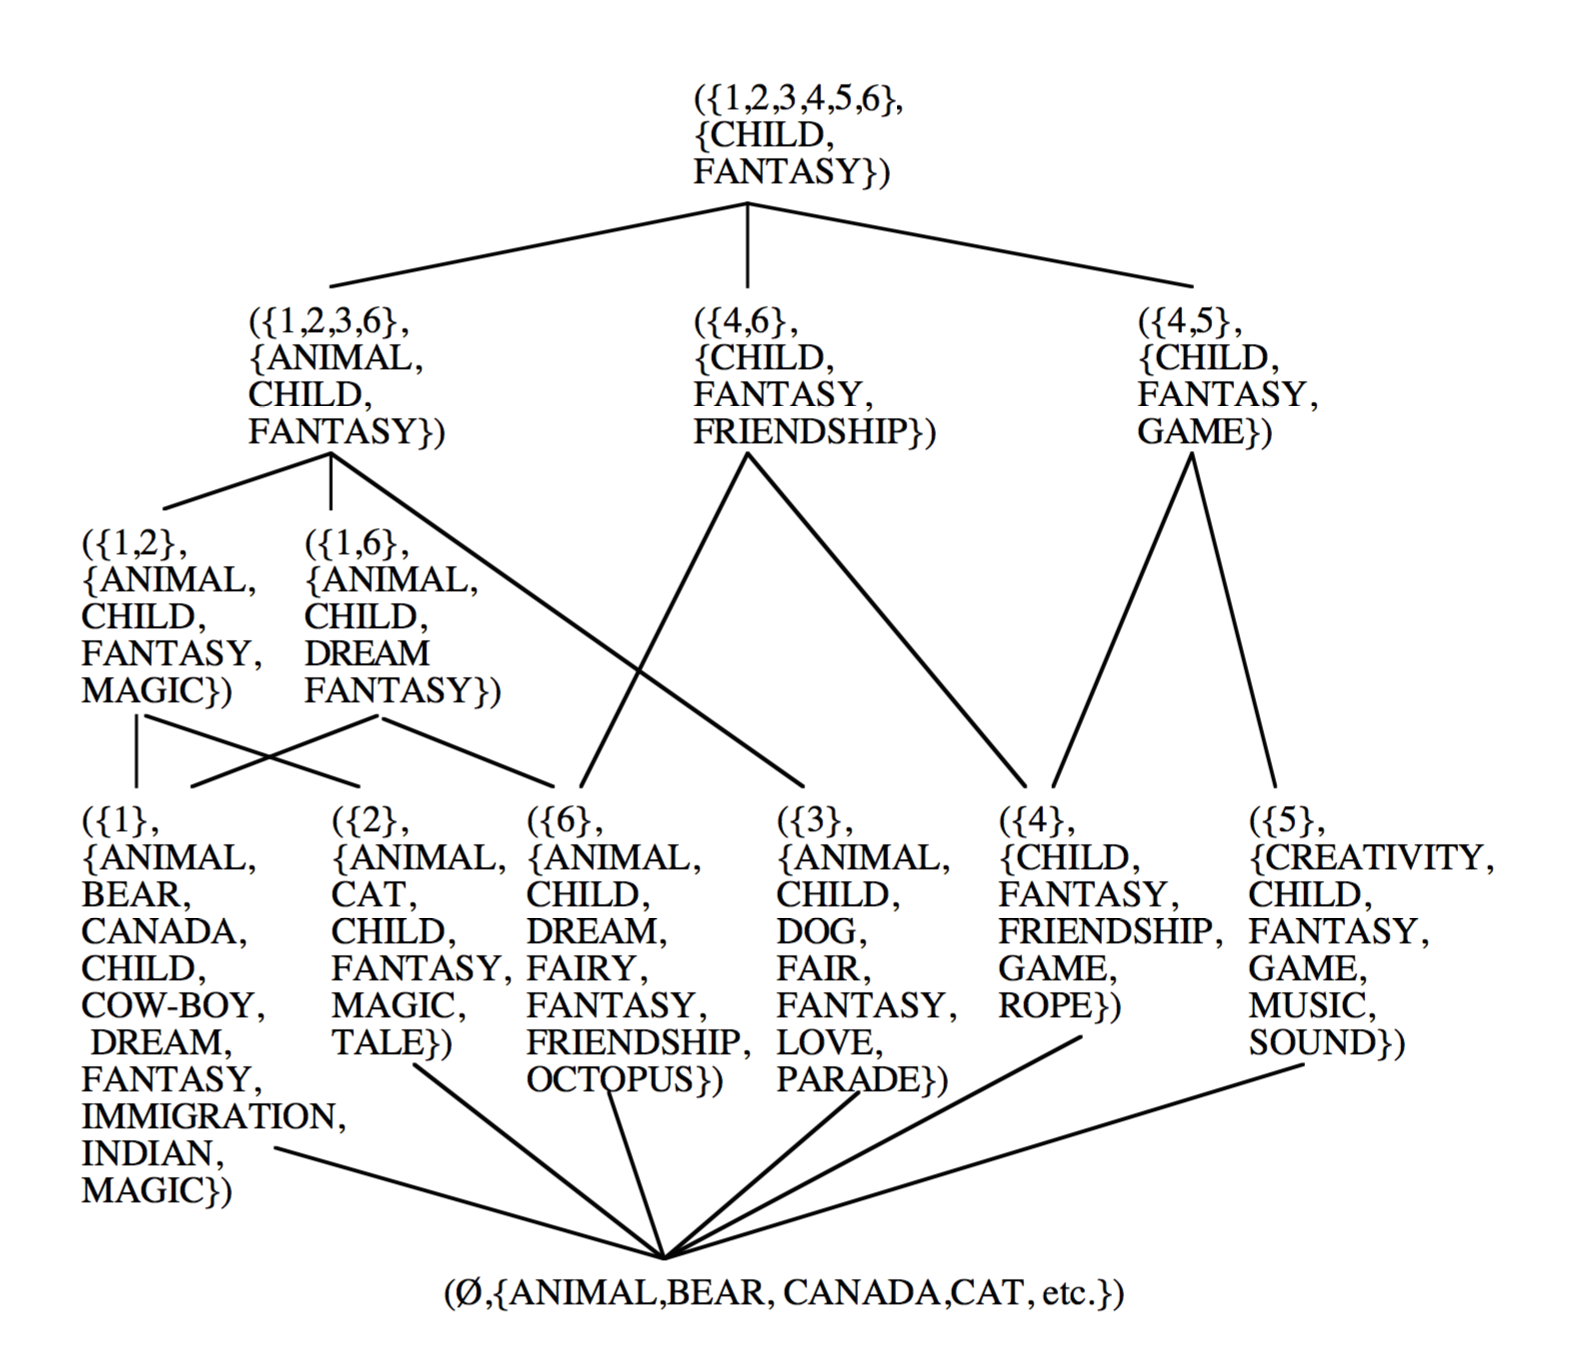 ({1,2,3,4,5,6},
{CHILD,
FANTASY})
({1,2,3,6},
{ANIMAL,
CHILD,
FANTASY})
({4,6},
{CHILD,
FANTASY,
FRIENDSHIP})
({4,5},
{CHILD,
FANTASY,
GAME})
({1,2},
{ANIMAL,
CHILD,
FANTASY,
MAGIC})
({1,6},
{ANIMAL,
CHILD,
DREAM
FANTASY})
({1},
{ANIMAL,
BEAR,
CANADA,
CHILD,
COW-BOY,
DREAM,
FANTASY,
IMMIGRATION,
INDIAN,
MAGIC})
({2},
{ANIMAL,
CAT,
CHILD,
FANTASY,
MAGIC,
TALE})
({6},
{ANIMAL,
CHILD,
DREAM,
FAIRY,
FANTASY,
FRIENDSHIP,
OCTOPUS})
({3},
{ANIMAL,
CHILD,
DOG,
FAIR,
FANTASY,
LOVE,
PARADE})
({4},
{CHILD,
FANTASY,
FRIENDSHIP,
GAME,
ROPE})
({5},
{CREATIVITY,
CHILD,
FANTASY,
GAME,
MUSIC,
SOUND})
(Ø,{ANIMAL,BEAR, CANADA,CAT, etc.})